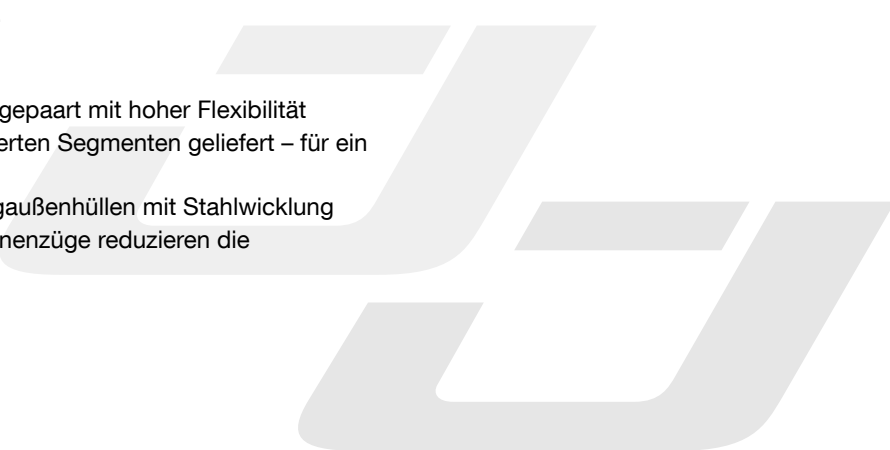 gepaart mit hoher Flexibilität
erten Segmenten geliefert – für ein
gaußenhüllen mit Stahlwicklung
nenzüge reduzieren die